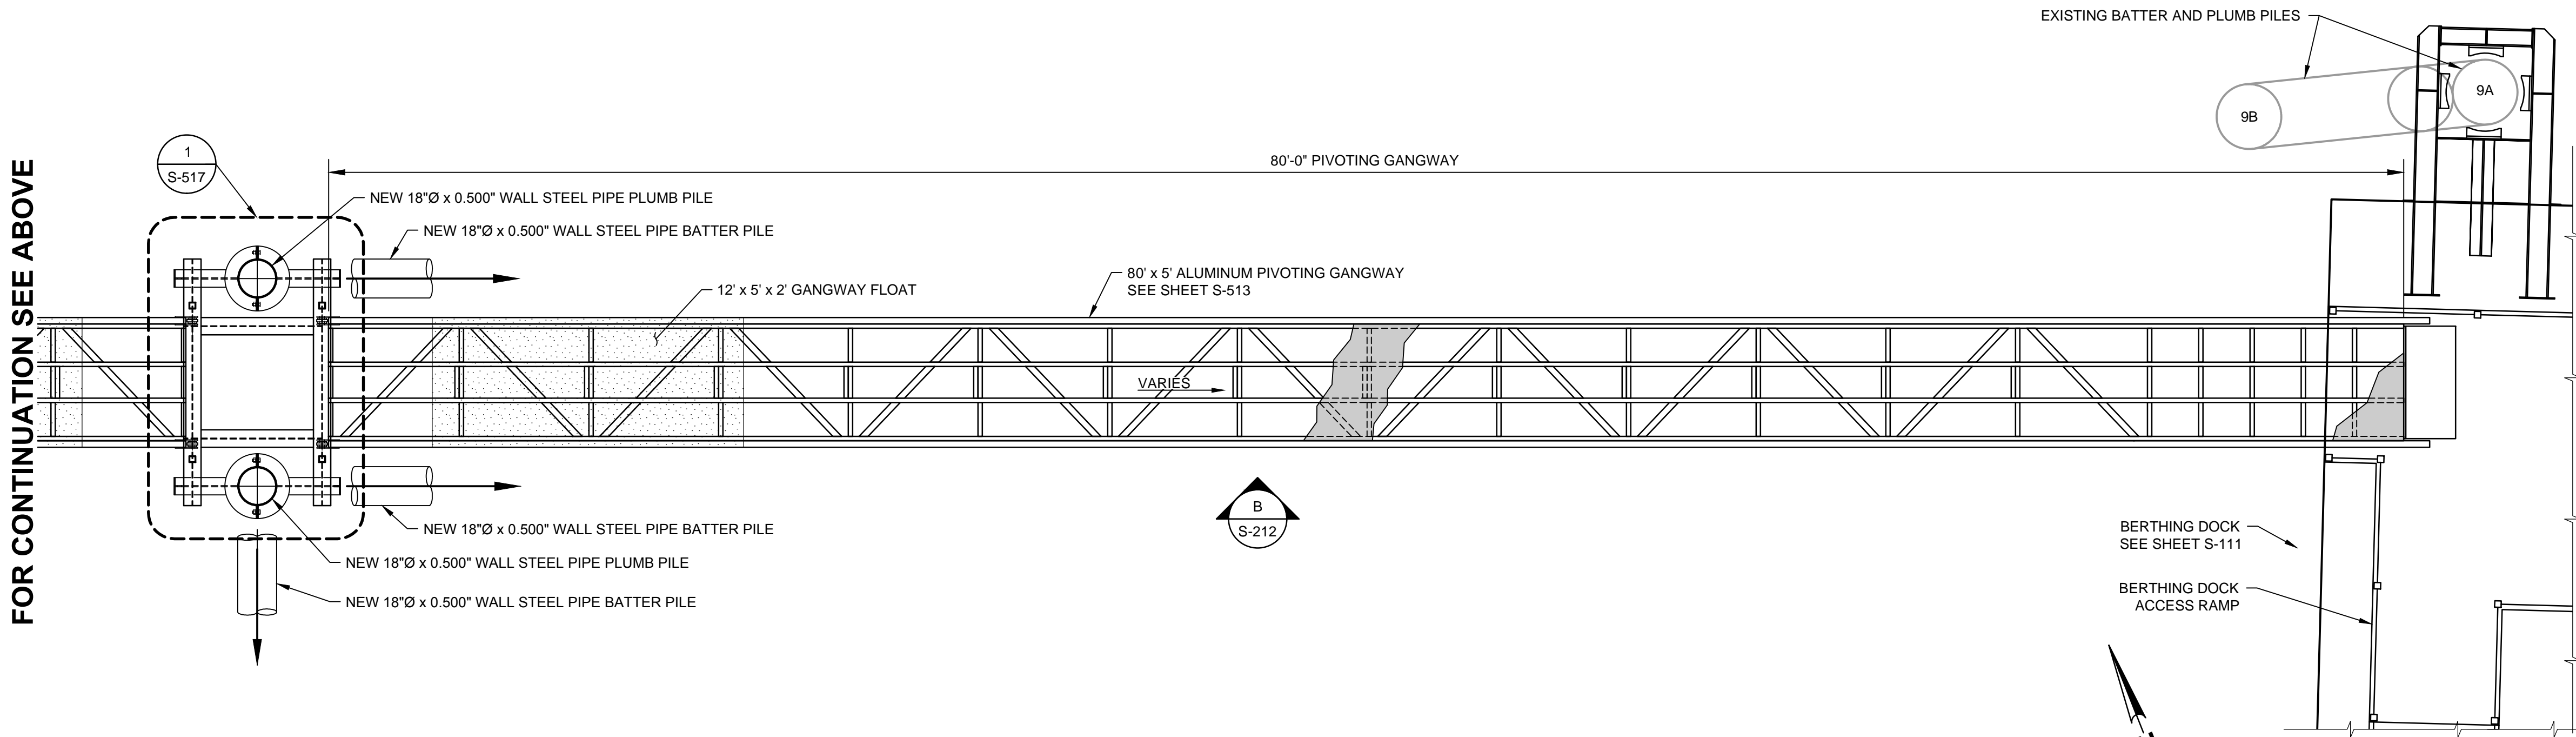 EXISTING BATTER AND PLUMB PILES
9A
9B
FOR CONTINUATION SEE ABOVE
1
S-517
80'-0" PIVOTING GANGWAY
NEW 18"Ø x 0.500" WALL STEEL PIPE PLUMB PILE
NEW 18"Ø x 0.500" WALL STEEL PIPE BATTER PILE
80' x 5' ALUMINUM PIVOTING GANGWAY
SEE SHEET S-513
12' x 5' x 2' GANGWAY FLOAT
VARIES
B
S-212
NEW 18"Ø x 0.500" WALL STEEL PIPE BATTER PILE
NEW 18"Ø x 0.500" WALL STEEL PIPE PLUMB PILE
NEW 18"Ø x 0.500" WALL STEEL PIPE BATTER PILE
BERTHING DOCK
SEE SHEET S-111
BERTHING DOCK
ACCESS RAMP